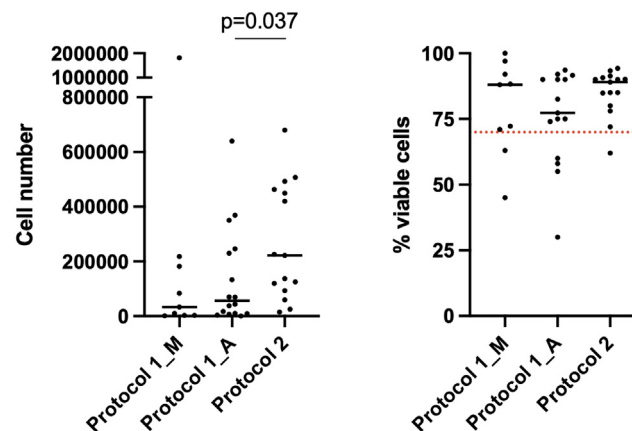 p=0.037
2000000
1000000
800000
600000
400000
200000
0
Cell number
Protocol 1_M
Protocol 1_A
Protocol 2
100
75
50
25
0
% viable cells
Protocol 1_M
Protocol 1_A
Protocol 2